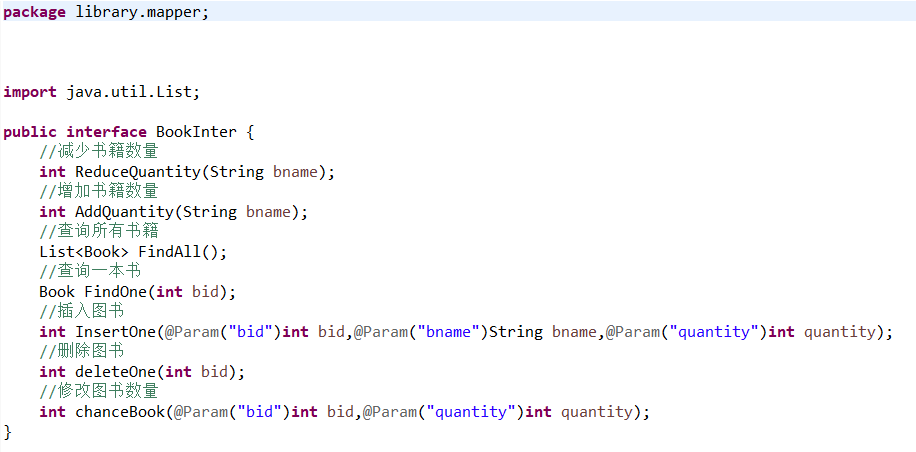 package library.mapper;
import java.util.List;
public interface BookInter {
//减少书籍数量
int ReduceQuantity(String bname);
//增加书籍数量
int AddQuantity(String bname);
//查询所有书籍
List<Book> FindAll();
//查询一本书
Book FindOne(int bid);
//插入图书
int InsertOne(@Param("bid")int bid,@Param("bname")String bname,@Param("quantity")int quantity);
//删除图书
int deleteOne(int bid);
//修改图书数量
int chanceBook(@Param("bid")int bid,@Param("quantity")int quantity);
}